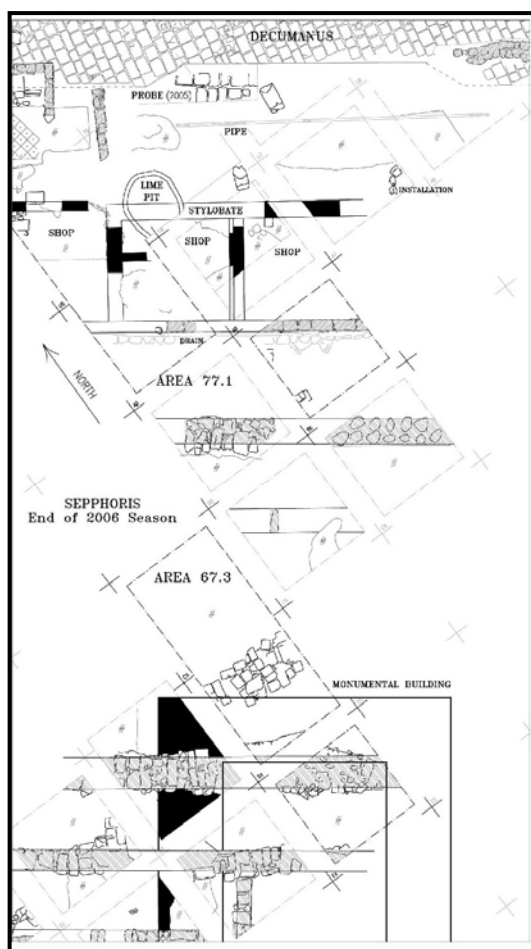 DECUMANUS
PROBE (2005)
PIPE
LIME
PIT
INSTALLATION
STYLOBATE
SHOP
SHOP
SHOP
DRAIN
NORTH
AREA 77.1
SEPPHORIS
End of 2006 Season
AREA 67.3
MONUMENTAL BUILDING